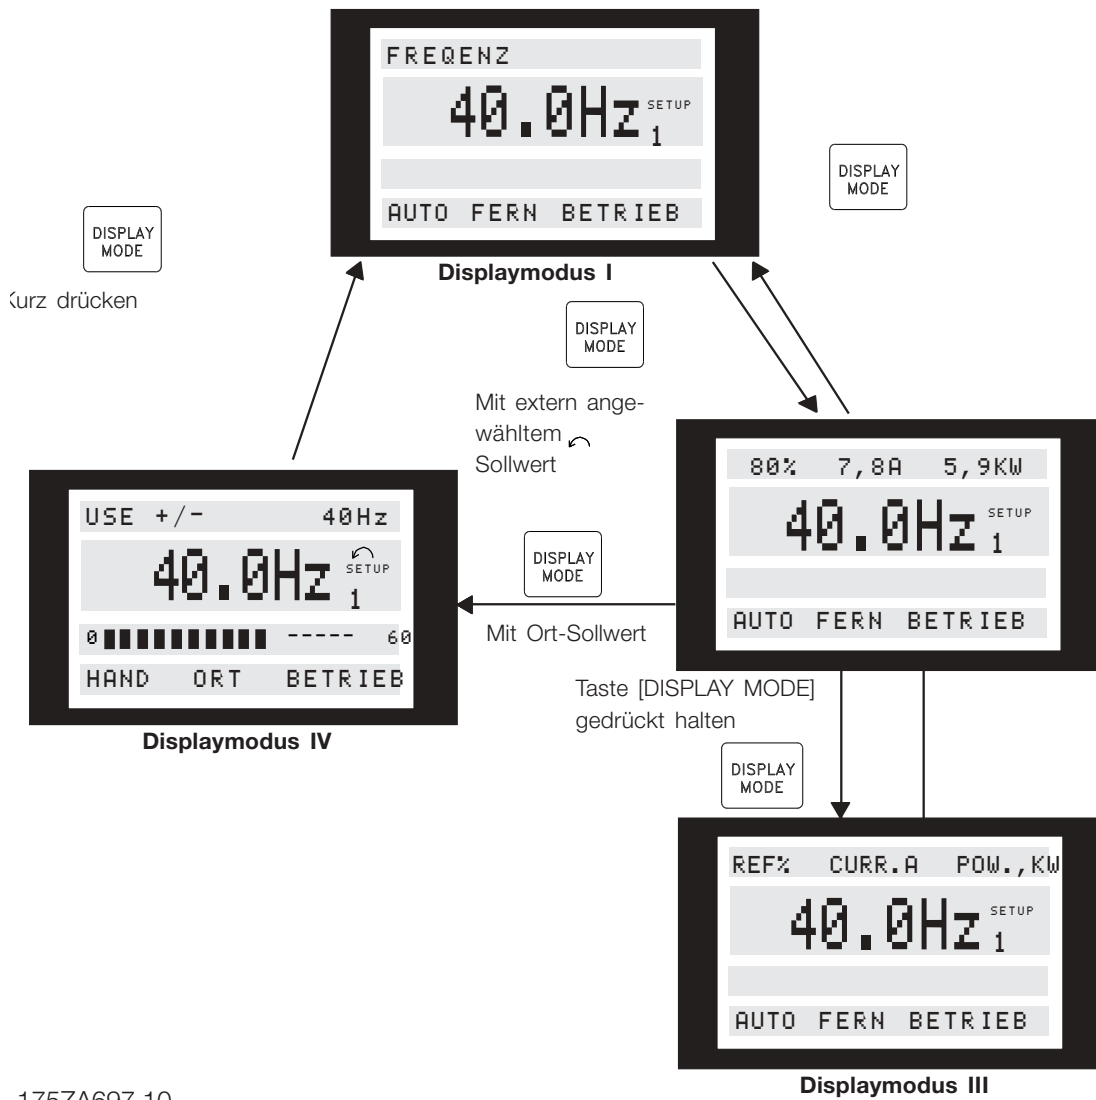 FREQENZ
40.0Hz SETUP 1
AUTO FERN BETRIEB
Displaymodus I
DISPLAY MODE
DISPLAY MODE
drücken
DISPLAY MODE
Mit extern ange-
wähltem
Sollwert
80% 7,8A 5,9KW
40.0Hz SETUP 1
AUTO FERN BETRIEB
USE +/- 40Hz
40.0Hz SETUP 1
0 ----- 60
HAND ORT BETRIEB
Displaymodus IV
DISPLAY MODE
Mit Ort-Sollwert
Taste [DISPLAY MODE]
gedrückt halten
DISPLAY MODE
REF% CURR.A POW.,KW
40.0Hz SETUP 1
AUTO FERN BETRIEB
Displaymodus III
175ZA697.10